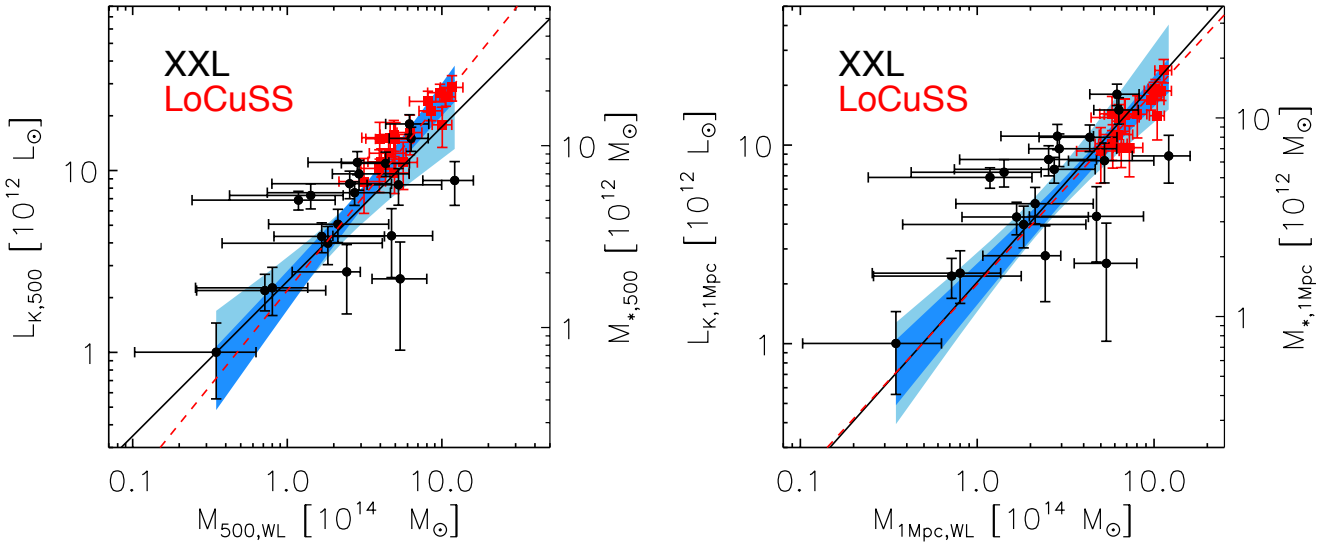 XXL
LoCuSS
L_K,500 [10^12 L_⊙]
10
1
M_*,500 [10^12 M_⊙]
10
1
0.1 1.0 10.0
M_500,WL [10^14 M_⊙]
XXL
LoCuSS
L_K,1Mpc [10^12 L_⊙]
10
1
M_*,1Mpc [10^12 M_⊙]
10
1
0.1 1.0 10.0
M_1Mpc,WL [10^14 M_⊙]